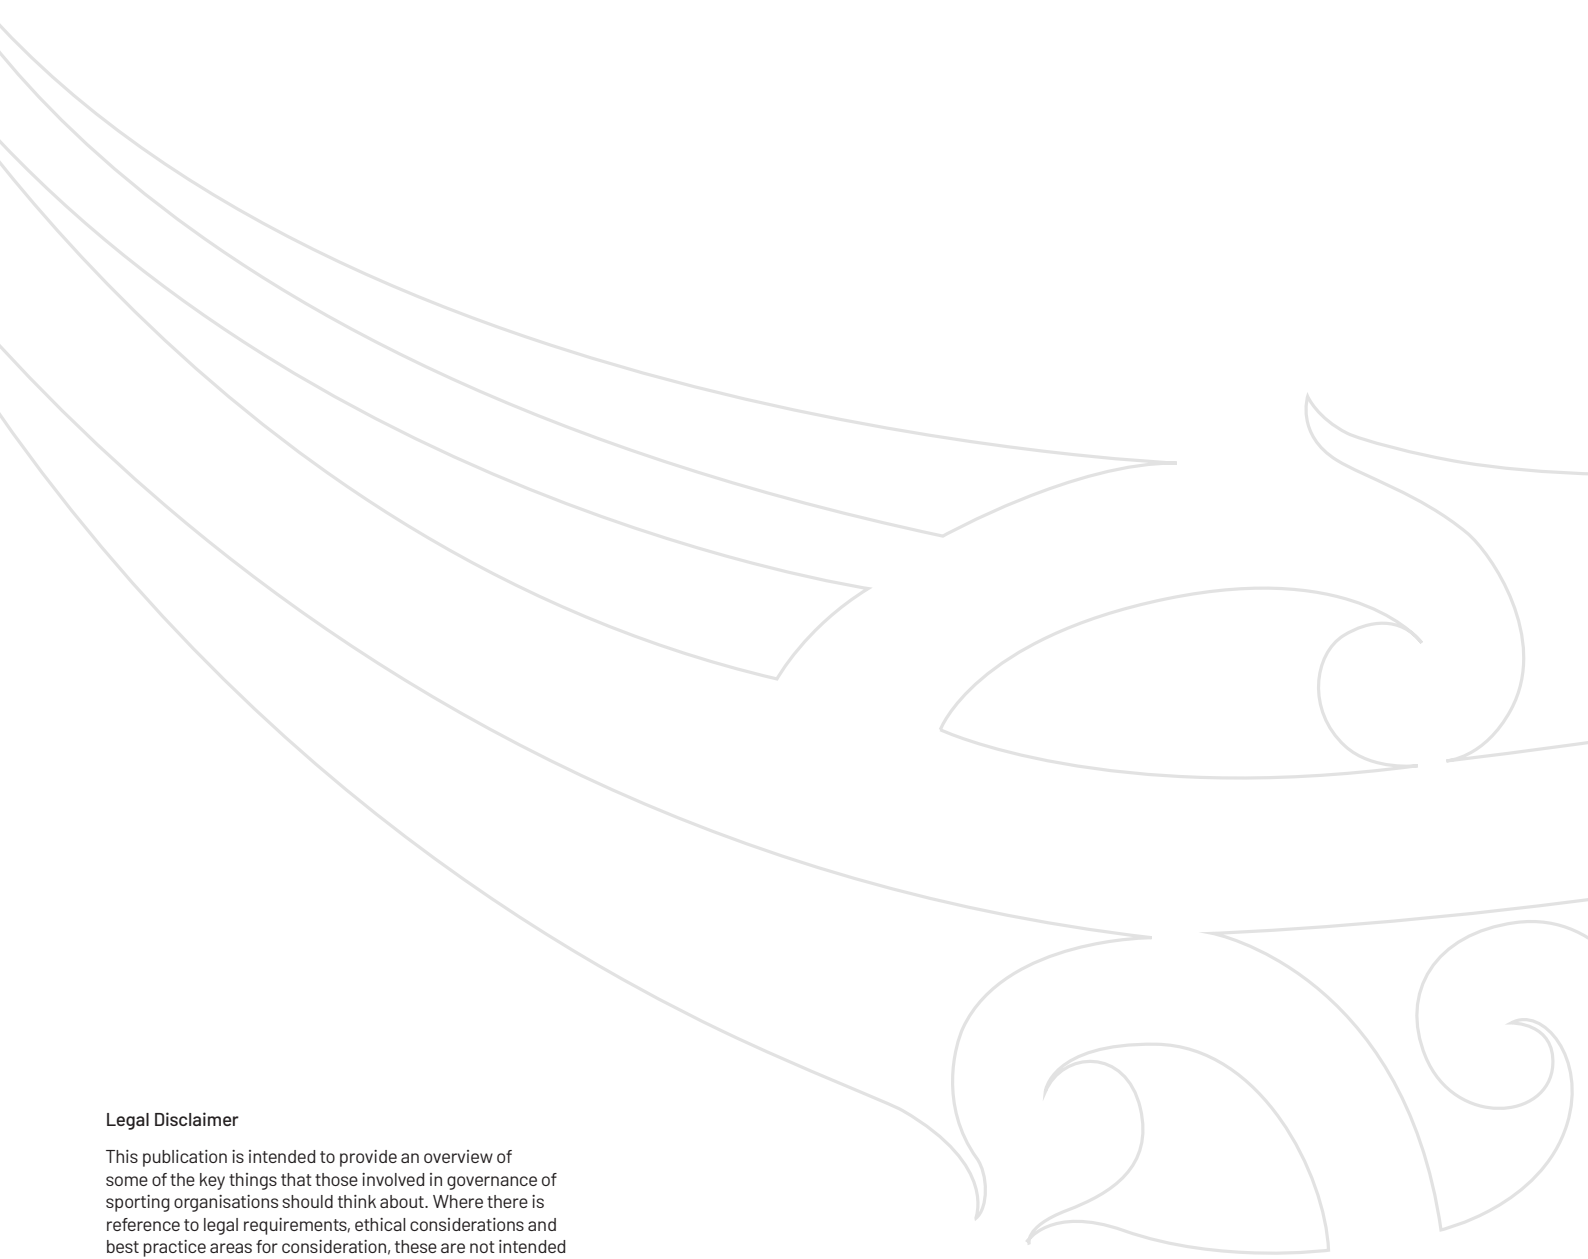 Legal Disclaimer
This publication is intended to provide an overview of
some of the key things that those involved in governance of
sporting organisations should think about. Where there is
reference to legal requirements, ethical considerations and
best practice areas for consideration, these are not intended